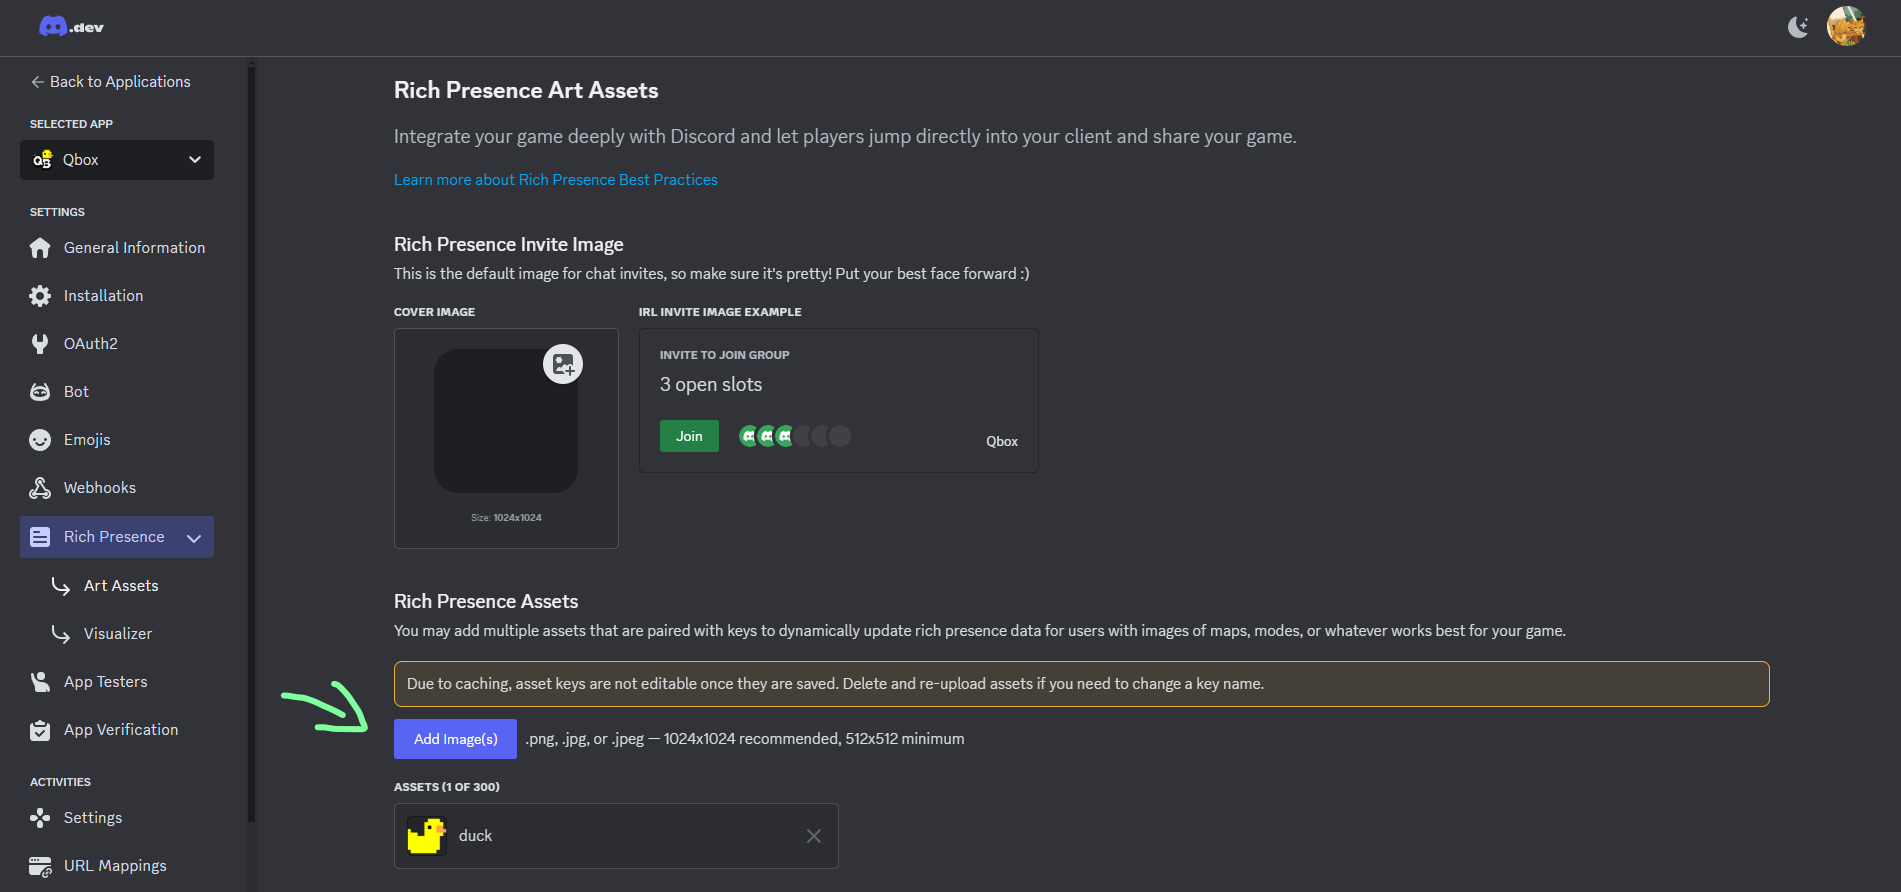 .dev
Back to Applications
SELECTED APP
Qbox
SETTINGS
General Information
Installation
OAuth2
Bot
Emojis
Webhooks
Rich Presence
Art Assets
Visualizer
App Testers
App Verification
ACTIVITIES
Settings
URL Mappings
Rich Presence Art Assets
Integrate your game deeply with Discord and let players jump directly into your client and share your game.
Learn more about Rich Presence Best Practices
Rich Presence Invite Image
This is the default image for chat invites, so make sure it's pretty! Put your best face forward :)
COVER IMAGE
Size: 1024x1024
IRL INVITE IMAGE EXAMPLE
INVITE TO JOIN GROUP
3 open slots
Join
Qbox
Rich Presence Assets
You may add multiple assets that are paired with keys to dynamically update rich presence data for users with images of maps, modes, or whatever works best for your game.
Due to caching, asset keys are not editable once they are saved. Delete and re-upload assets if you need to change a key name.
Add Image(s) .png, .jpg, or .jpeg — 1024x1024 recommended, 512x512 minimum
ASSETS (1 OF 300)
duck